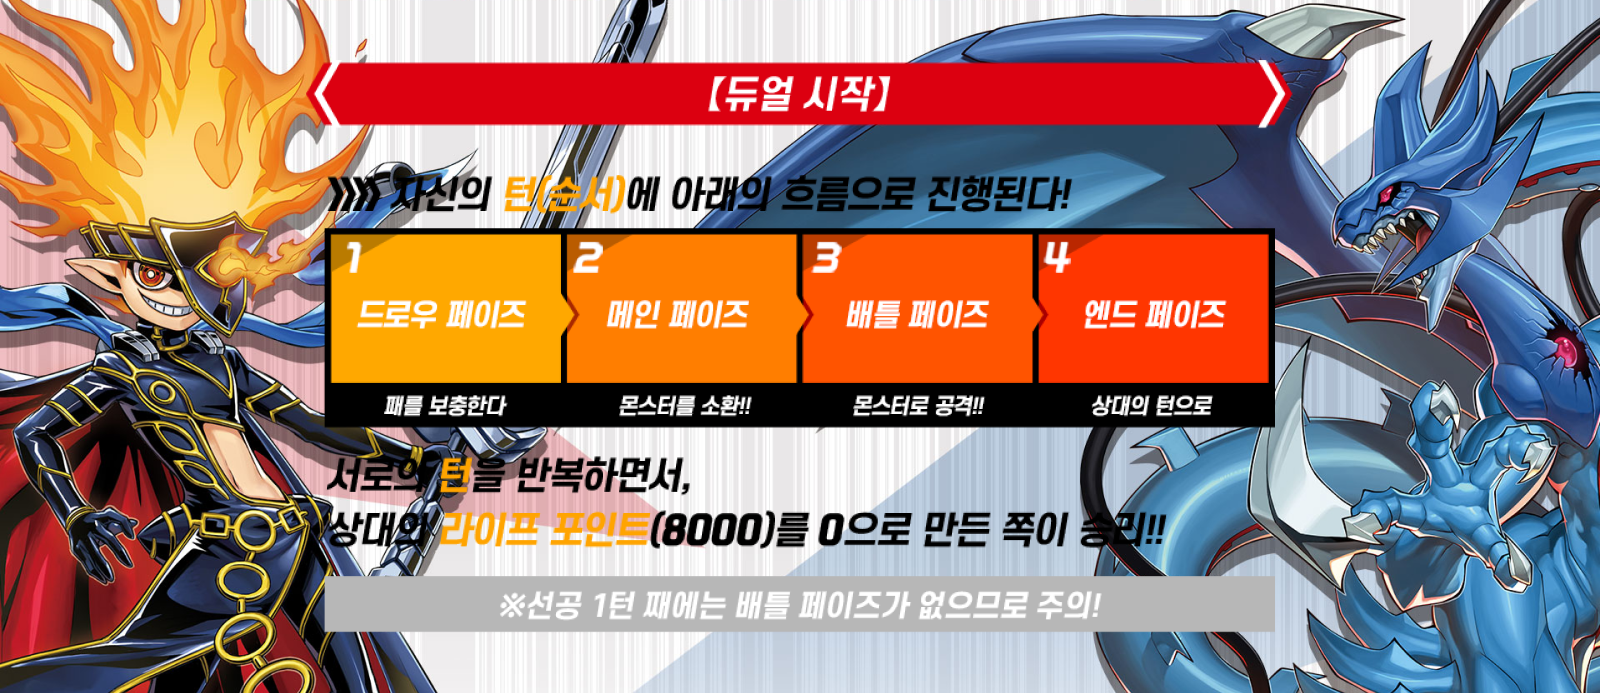 【듀얼 시작】
자신의 턴(순서)에 아래의 흐름으로 진행된다!
1
드로우 페이즈
패를 보충한다
2
메인 페이즈
몬스터를 소환!!
3
배틀 페이즈
몬스터로 공격!!
4
엔드 페이즈
상대의 턴으로
서로의 턴을 반복하면서,
상대의 라이프 포인트(8000)를 0으로 만든 쪽이 승리!!
※선공 1턴 째에는 배틀 페이즈가 없으므로 주의!